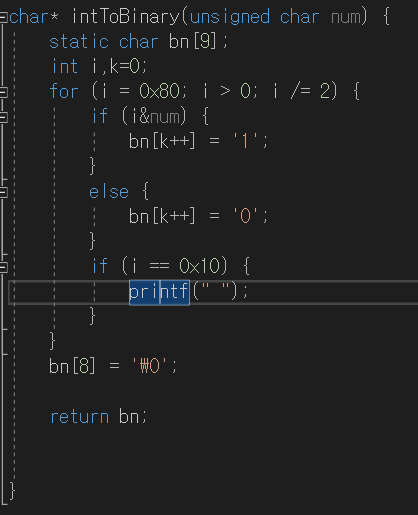 char* intToBinary(unsigned char num) {
    static char bn[9];
    int i,k=0;
    for (i = 0x80; i > 0; i /= 2) {
        if (i&num) {
            bn[k++] = '1';
        }
        else {
            bn[k++] = '0';
        }
        if (i == 0x10) {
            printf(" ");
        }
    }
    bn[8] = '₩0';
    return bn;
}